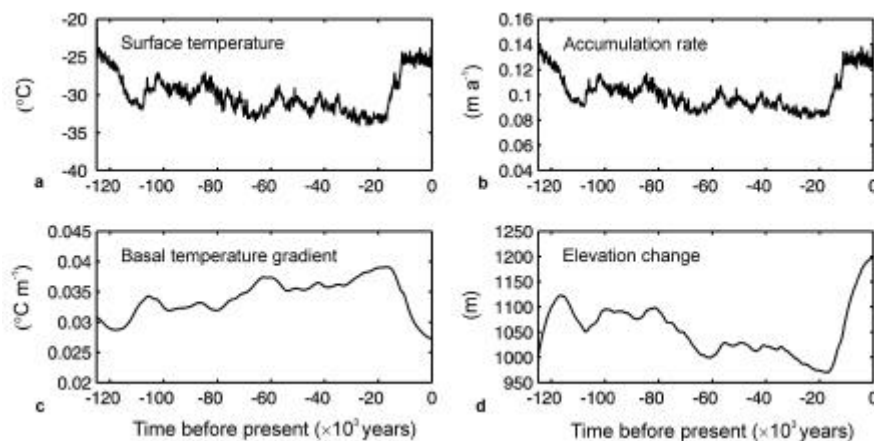 Surface temperature
(°C)
-20
-25
-30
-35
-40
-120 -100 -80 -60 -40 -20 0
a
Accumulation rate
(m a⁻¹)
0.16
0.14
0.12
0.1
0.08
0.06
0.04
-120 -100 -80 -60 -40 -20 0
b
Basal temperature gradient
(°C m⁻¹)
0.045
0.04
0.035
0.03
0.025
0.02
-120 -100 -80 -60 -40 -20 0
c
Time before present (×10³ years)
Elevation change
(m)
1250
1200
1150
1100
1050
1000
950
-120 -100 -80 -60 -40 -20 0
d
Time before present (×10³ years)